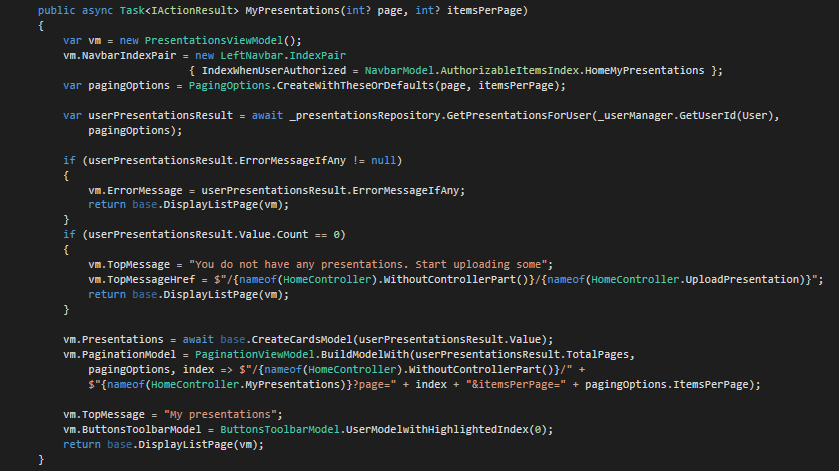 public async Task<IActionResult> MyPresentations(int? page, int? itemsPerPage)
{
    var vm = new PresentationsViewModel();
    vm.NavbarIndexPair = new LeftNavbar.IndexPair
                        { IndexWhenUserAuthorized = NavbarModel.AuthorizableItemsIndex.HomeMyPresentations };
    var pagingOptions = PagingOptions.CreateWithTheseOrDefaults(page, itemsPerPage);

    var userPresentationsResult = await _presentationsRepository.GetPresentationsForUser(_userManager.GetUserId(User),
        pagingOptions);

    if (userPresentationsResult.ErrorMessageIfAny != null)
    {
        vm.ErrorMessage = userPresentationsResult.ErrorMessageIfAny;
        return base.DisplayListPage(vm);
    }
    if (userPresentationsResult.Value.Count == 0)
    {
        vm.TopMessage = "You do not have any presentations. Start uploading some";
        vm.TopMessageHref = $"/{nameof(HomeController).WithoutControllerPart()}/{nameof(HomeController.UploadPresentation)}";
        return base.DisplayListPage(vm);
    }

    vm.Presentations = await base.CreateCardsModel(userPresentationsResult.Value);
    vm.PaginationModel = PaginationViewModel.BuildModelWith(userPresentationsResult.TotalPages,
        pagingOptions, index => $"/{nameof(HomeController).WithoutControllerPart()}/" +
        $"{nameof(HomeController.MyPresentations)}?page=" + index + "&itemsPerPage=" + pagingOptions.ItemsPerPage);

    vm.TopMessage = "My presentations";
    vm.ButtonsToolbarModel = ButtonsToolbarModel.UserModelWithHighlightedIndex(0);
    return base.DisplayListPage(vm);
}